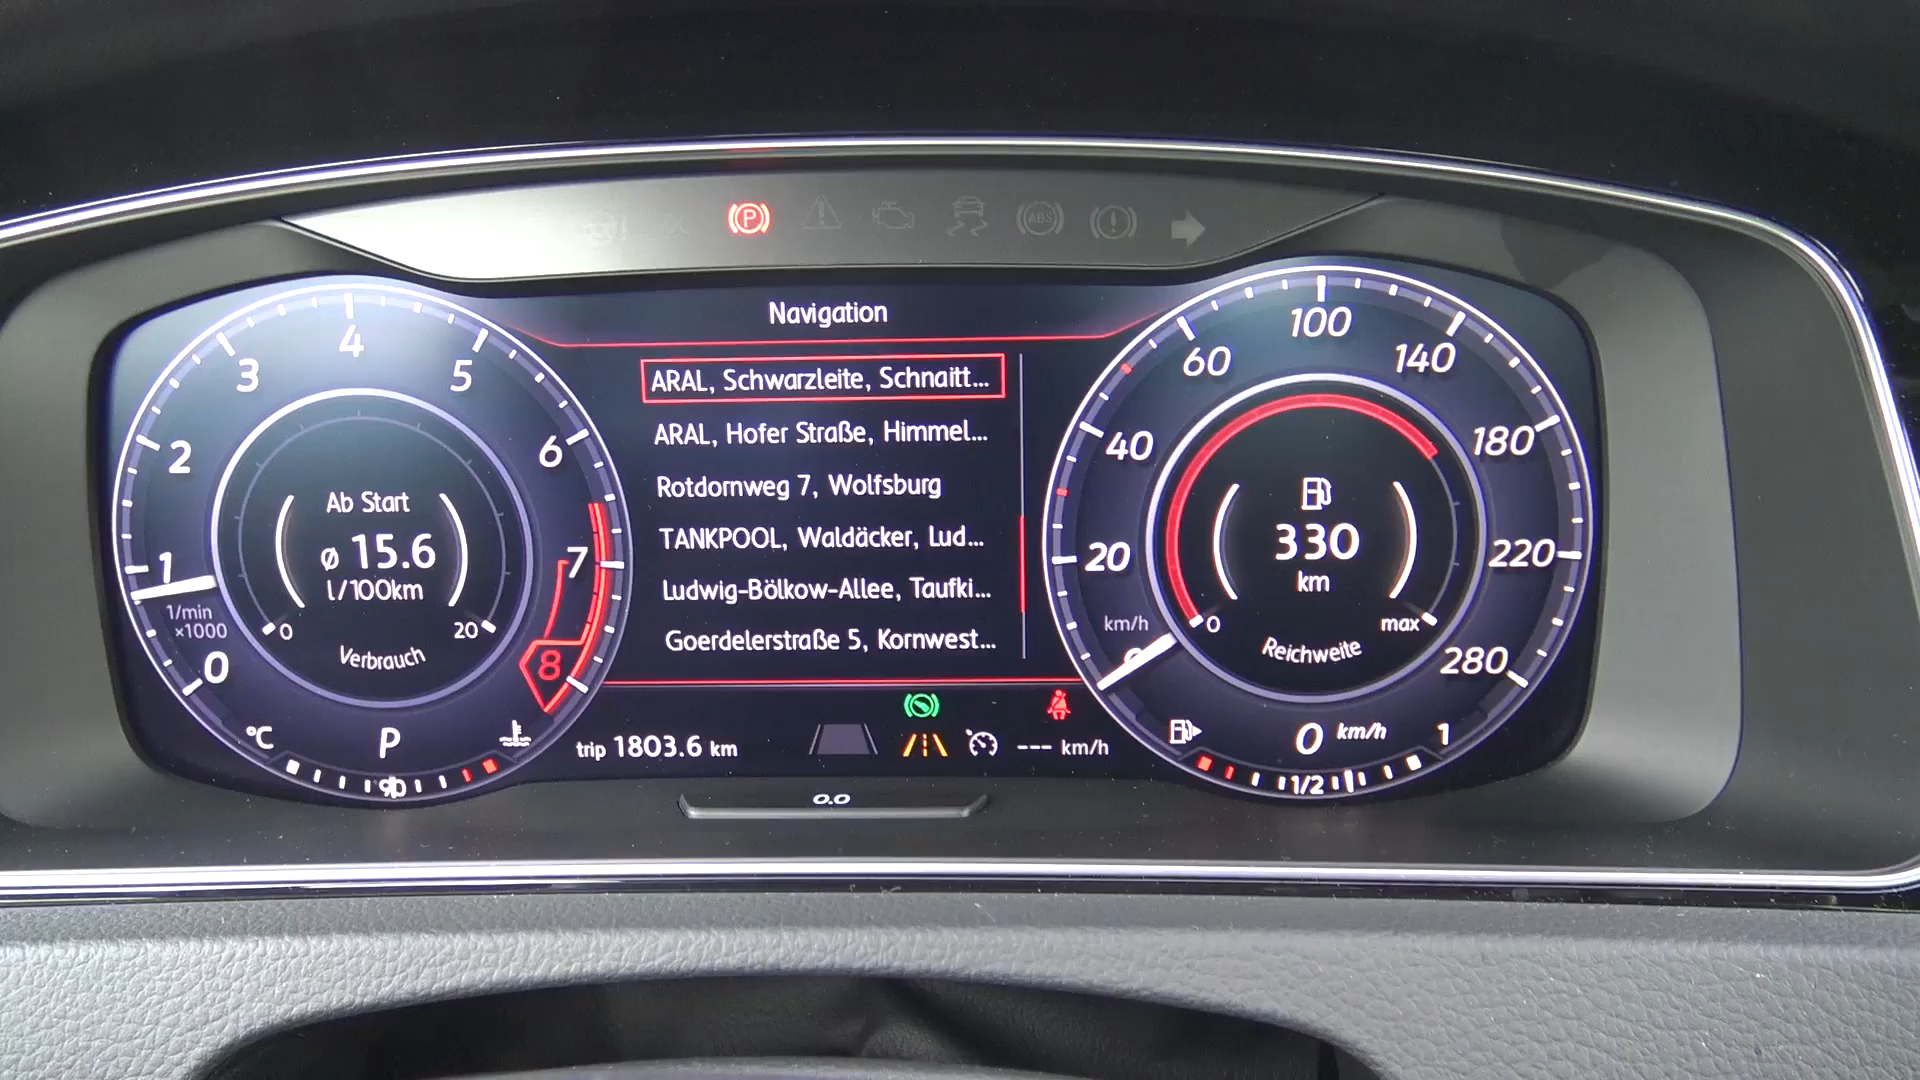 P
ABS
Navigation
ARAL, Schwarzleite, Schnaitt...
ARAL, Hofer Straße, Himmel...
Rotdornweg 7, Wolfsburg
TANKPOOL, Waldäcker, Lud...
Ludwig-Bölkow-Allee, Taufki...
Goerdelerstraße 5, Kornwest...
0
1
2
3
4
5
6
7
8
1/min
×1000
Ab Start
ø 15.6
l/100km
0
20
Verbrauch
°C
P
90
trip 1803.6 km
--- km/h
0.0
0
20
40
60
100
140
180
220
280
km/h
330
km
0
max
Reichweite
0 km/h
1
1/2